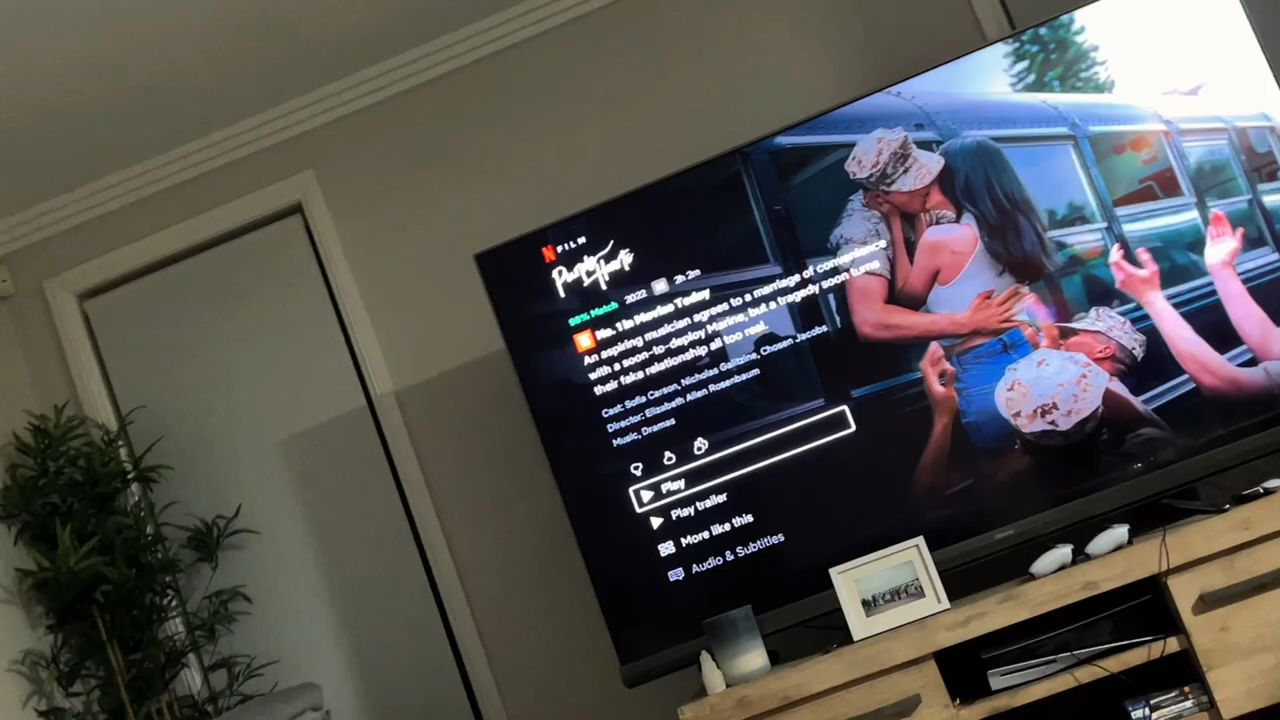 N FILM
Purple Hearts
98% Match 2022 M 2h 2m
No. 1 in Movies Today
An aspiring musician agrees to a marriage of convenience
with a soon-to-deploy Marine, but a tragedy soon turns
their fake relationship all too real.
Cast: Sofia Carson, Nicholas Galitzine, Chosen Jacobs
Director: Elizabeth Allen Rosenbaum
Music, Dramas
Play
Play trailer
More like this
Audio & Subtitles